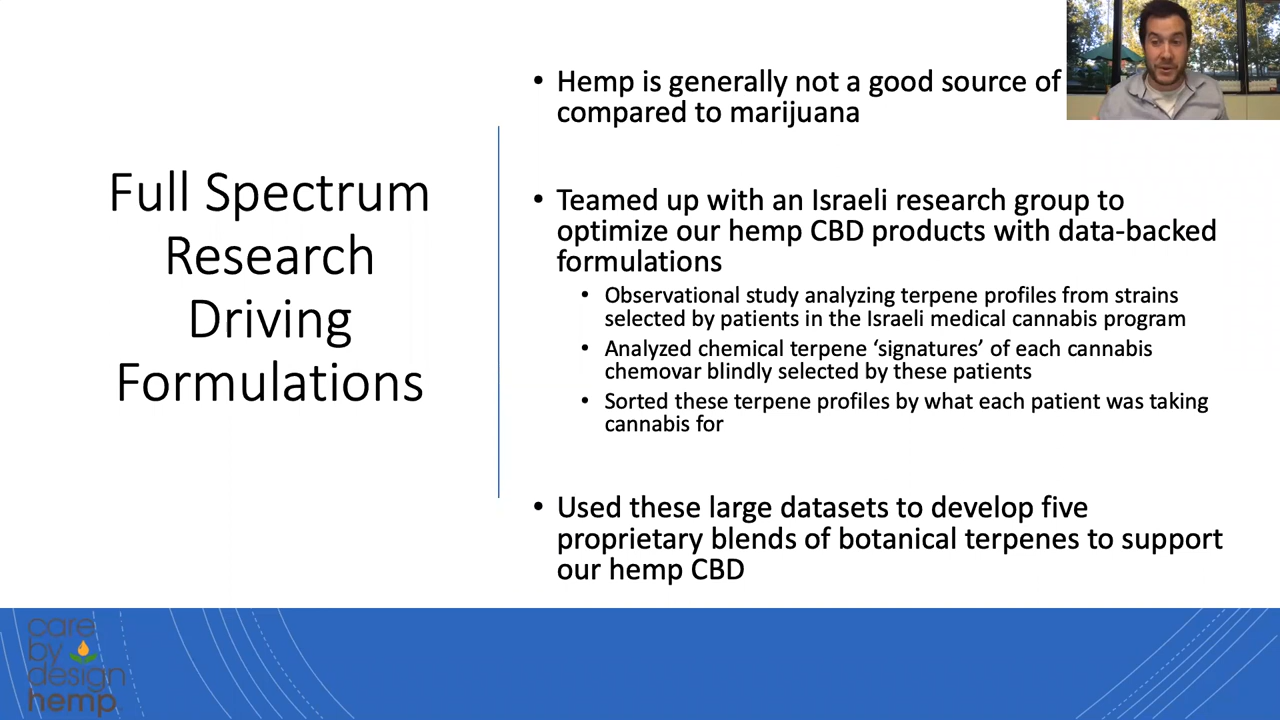 Full Spectrum
Research
Driving
Formulations
• Hemp is generally not a good source of
compared to marijuana
• Teamed up with an Israeli research group to
optimize our hemp CBD products with data-backed
formulations
• Observational study analyzing terpene profiles from strains
selected by patients in the Israeli medical cannabis program
• Analyzed chemical terpene ‘signatures’ of each cannabis
chemovar blindly selected by these patients
• Sorted these terpene profiles by what each patient was taking
cannabis for
• Used these large datasets to develop five
proprietary blends of botanical terpenes to support
our hemp CBD
care
by
design
hemp